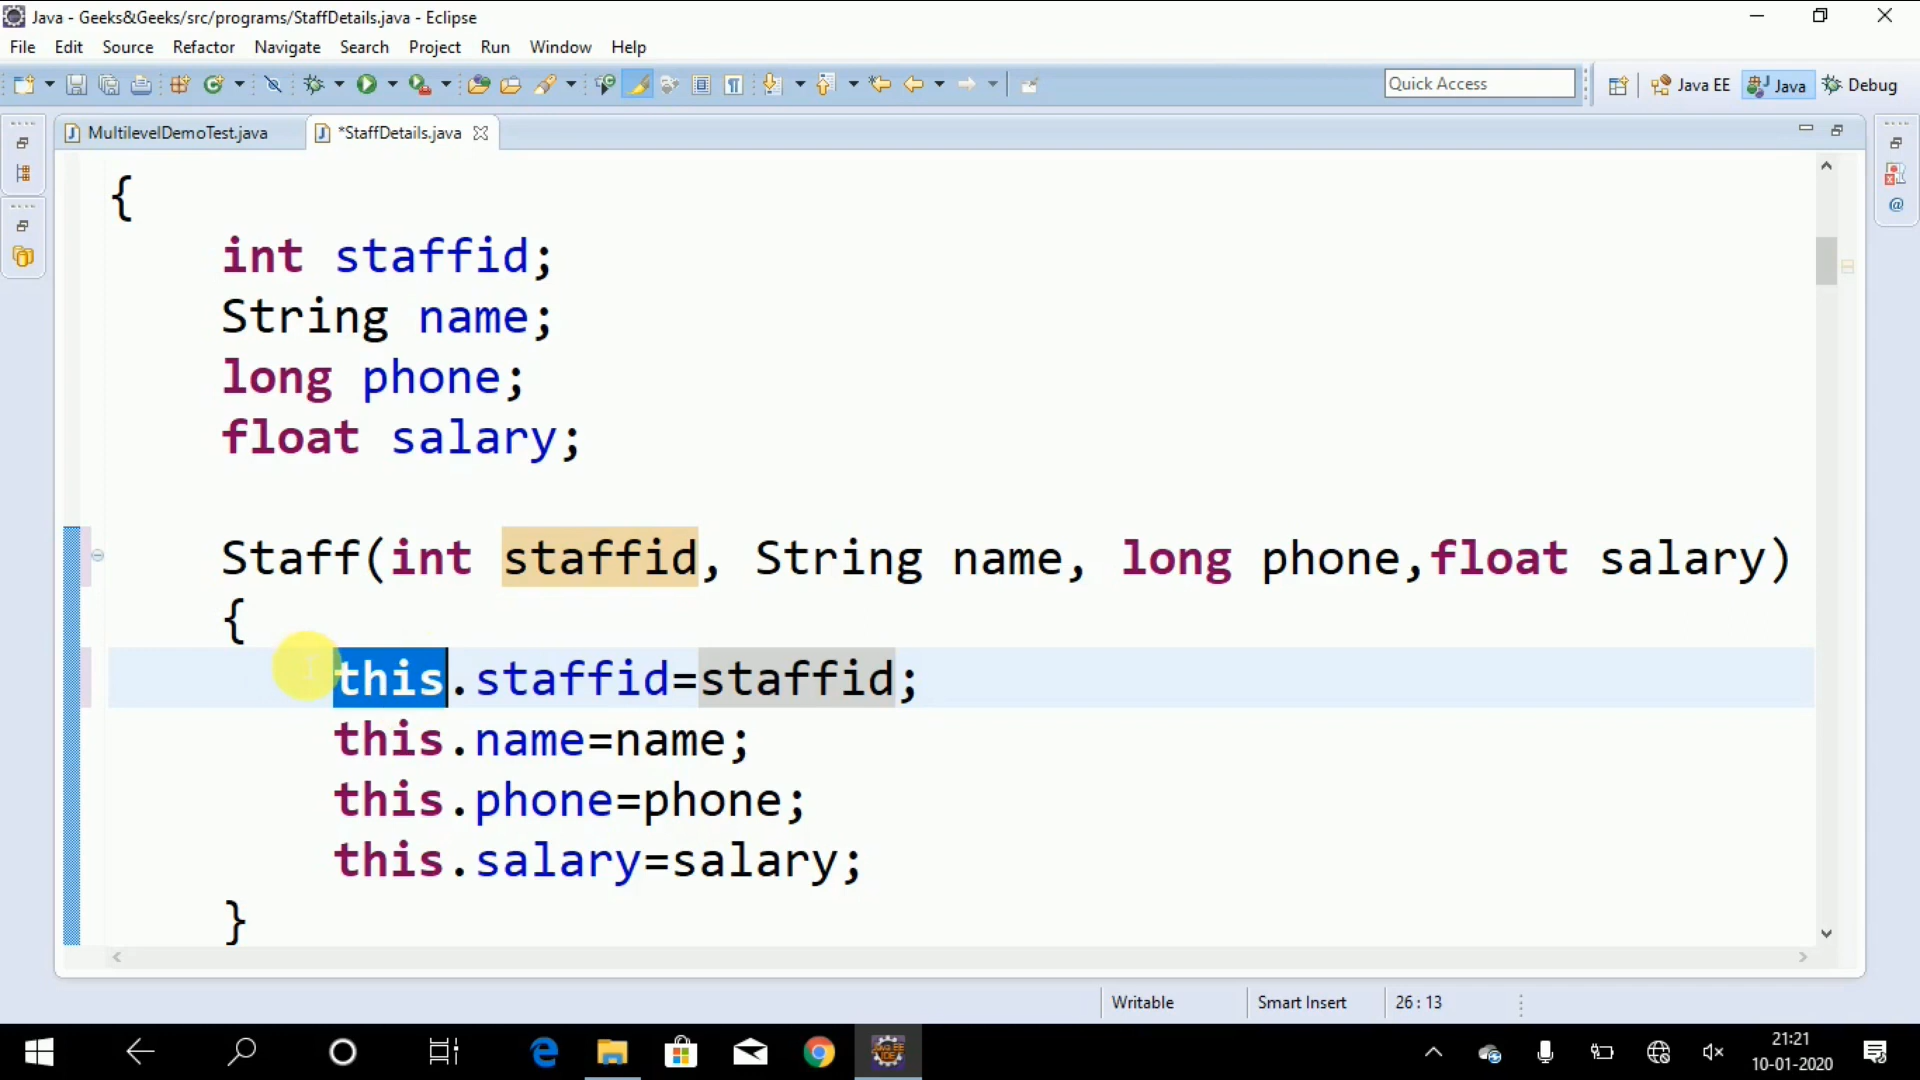 Java - Geeks&Geeks/src/programs/StaffDetails.java - Eclipse
File Edit Source Refactor Navigate Search Project Run Window Help
Quick Access Java EE Java Debug
MultilevelDemoTest.java *StaffDetails.java
{
int staffid;
String name;
long phone;
float salary;
Staff(int staffid, String name, long phone,float salary)
{
this.staffid=staffid;
this.name=name;
this.phone=phone;
this.salary=salary;
}
Writable Smart Insert 26 : 13
21:21
10-01-2020